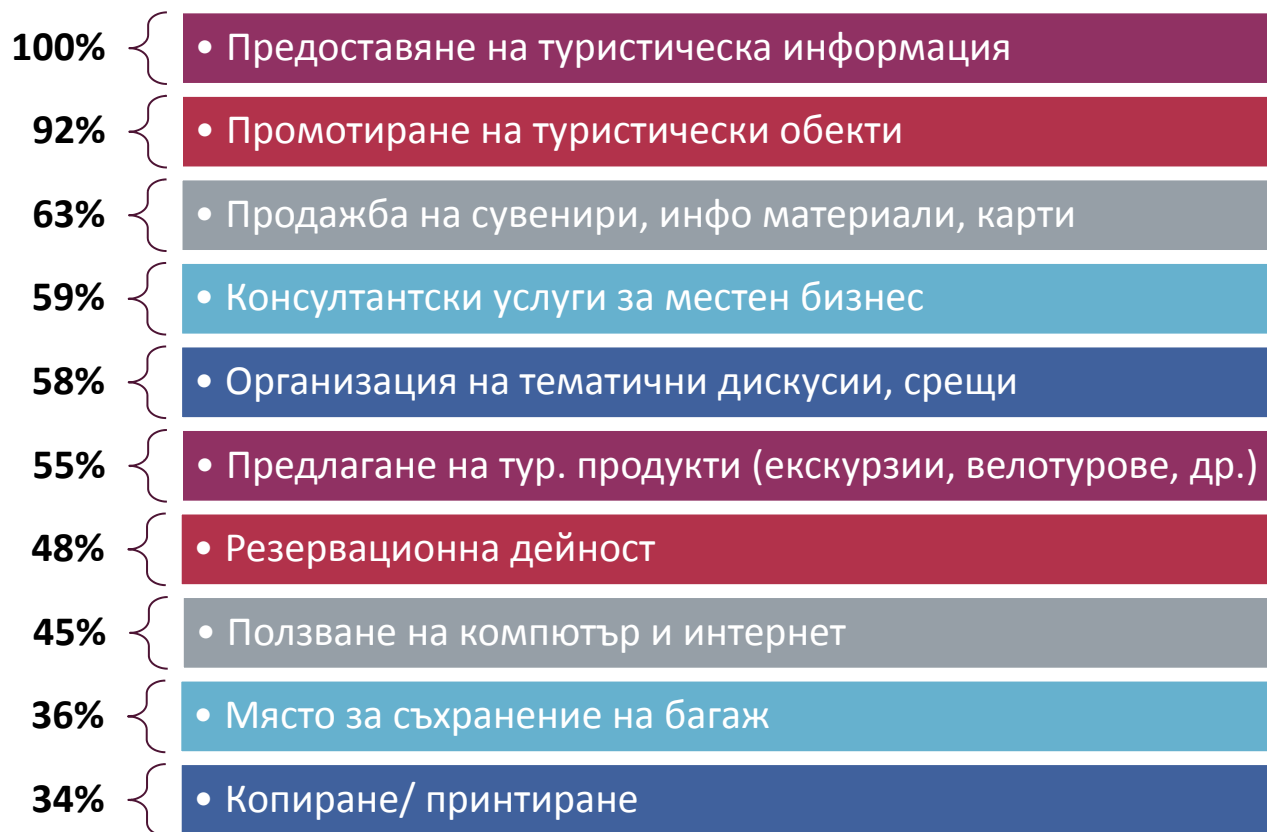 100% • Предоставяне на туристическа информация
92% • Промотиране на туристически обекти
63% • Продажба на сувенири, инфо материали, карти
59% • Консултантски услуги за местен бизнес
58% • Организация на тематични дискусии, срещи
55% • Предлагане на тур. продукти (екскурзии, велотурове, др.)
48% • Резервационна дейност
45% • Ползване на компютър и интернет
36% • Място за съхранение на багаж
34% • Копиране/ принтиране